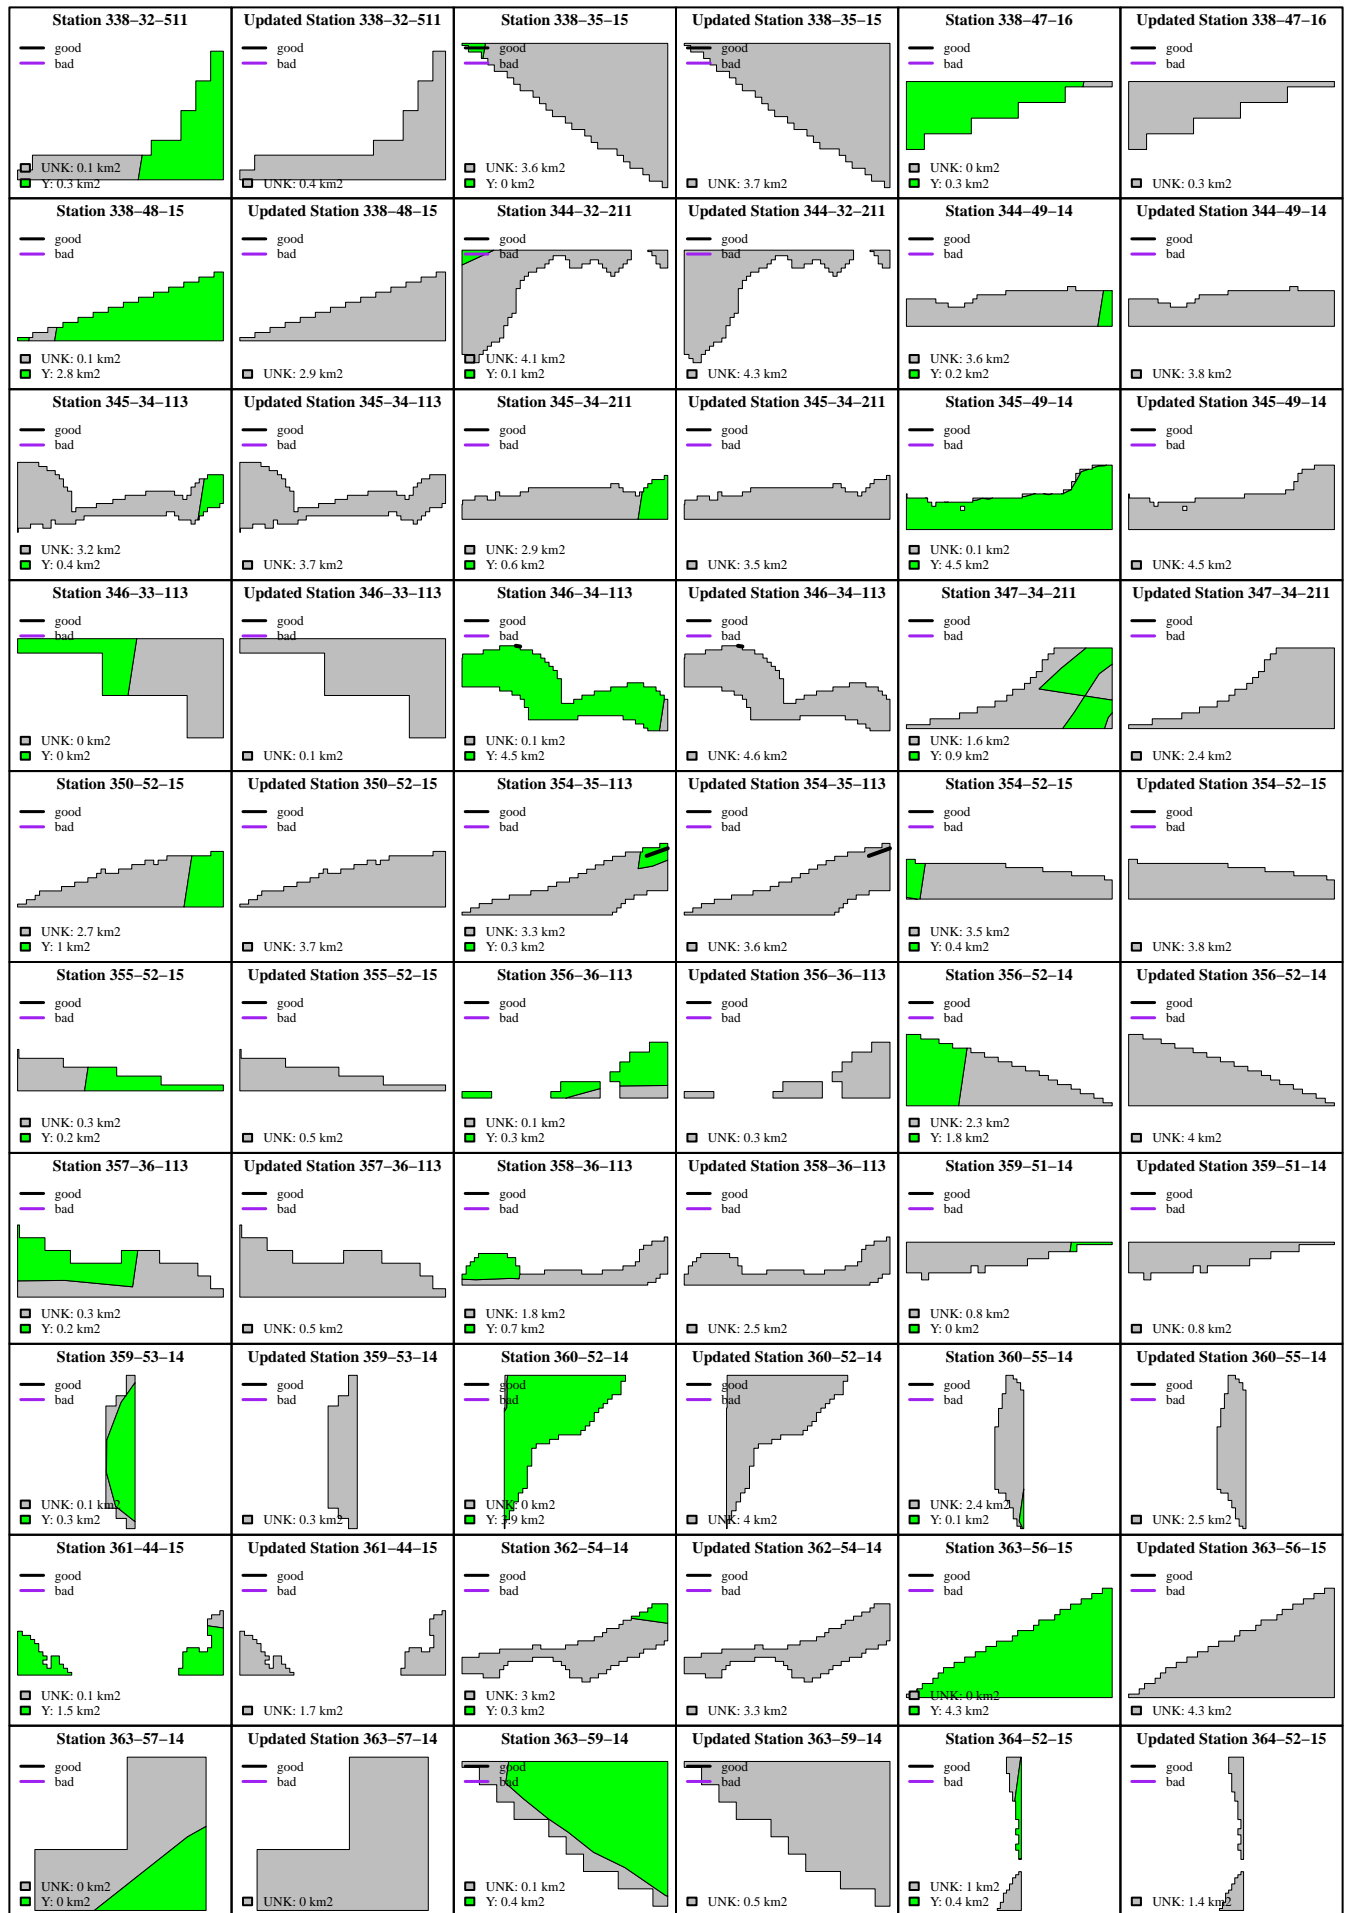 Station 338−32−511
good
bad
UNK: 0.1 km2
Y: 0.3 km2
Updated Station 338−32−511
good
bad
UNK: 0.4 km2
Station 338−35−15
good
bad
UNK: 3.6 km2
Y: 0 km2
Updated Station 338−35−15
good
bad
UNK: 3.7 km2
Station 338−47−16
good
bad
UNK: 0 km2
Y: 0.3 km2
Updated Station 338−47−16
good
bad
UNK: 0.3 km2
Station 338−48−15
good
bad
UNK: 0.1 km2
Y: 2.8 km2
Updated Station 338−48−15
good
bad
UNK: 2.9 km2
Station 344−32−211
good
bad
UNK: 4.1 km2
Y: 0.1 km2
Updated Station 344−32−211
good
bad
UNK: 4.3 km2
Station 344−49−14
good
bad
UNK: 3.6 km2
Y: 0.2 km2
Updated Station 344−49−14
good
bad
UNK: 3.8 km2
Station 345−34−113
good
bad
UNK: 3.2 km2
Y: 0.4 km2
Updated Station 345−34−113
good
bad
UNK: 3.7 km2
Station 345−34−211
good
bad
UNK: 2.9 km2
Y: 0.6 km2
Updated Station 345−34−211
good
bad
UNK: 3.5 km2
Station 345−49−14
good
bad
UNK: 0.1 km2
Y: 4.5 km2
Updated Station 345−49−14
good
bad
UNK: 4.5 km2
Station 346−33−113
good
bad
UNK: 0 km2
Y: 0 km2
Updated Station 346−33−113
good
bad
UNK: 0.1 km2
Station 346−34−113
good
bad
UNK: 0.1 km2
Y: 4.5 km2
Updated Station 346−34−113
good
bad
UNK: 4.6 km2
Station 347−34−211
good
bad
UNK: 1.6 km2
Y: 0.9 km2
Updated Station 347−34−211
good
bad
UNK: 2.4 km2
Station 350−52−15
good
bad
UNK: 2.7 km2
Y: 1 km2
Updated Station 350−52−15
good
bad
UNK: 3.7 km2
Station 354−35−113
good
bad
UNK: 3.3 km2
Y: 0.3 km2
Updated Station 354−35−113
good
bad
UNK: 3.6 km2
Station 354−52−15
good
bad
UNK: 3.5 km2
Y: 0.4 km2
Updated Station 354−52−15
good
bad
UNK: 3.8 km2
Station 355−52−15
good
bad
UNK: 0.3 km2
Y: 0.2 km2
Updated Station 355−52−15
good
bad
UNK: 0.5 km2
Station 356−36−113
good
bad
UNK: 0.1 km2
Y: 0.3 km2
Updated Station 356−36−113
good
bad
UNK: 0.3 km2
Station 356−52−14
good
bad
UNK: 2.3 km2
Y: 1.8 km2
Updated Station 356−52−14
good
bad
UNK: 4 km2
Station 357−36−113
good
bad
UNK: 0.3 km2
Y: 0.2 km2
Updated Station 357−36−113
good
bad
UNK: 0.5 km2
Station 358−36−113
good
bad
UNK: 1.8 km2
Y: 0.7 km2
Updated Station 358−36−113
good
bad
UNK: 2.5 km2
Station 359−51−14
good
bad
UNK: 0.8 km2
Y: 0 km2
Updated Station 359−51−14
good
bad
UNK: 0.8 km2
Station 359−53−14
good
bad
UNK: 0.1 km2
Y: 0.3 km2
Updated Station 359−53−14
good
bad
UNK: 0.3 km2
Station 360−52−14
good
bad
UNK: 0 km2
Y: 3.9 km2
Updated Station 360−52−14
good
bad
UNK: 4 km2
Station 360−55−14
good
bad
UNK: 2.4 km2
Y: 0.1 km2
Updated Station 360−55−14
good
bad
UNK: 2.5 km2
Station 361−44−15
good
bad
UNK: 0.1 km2
Y: 1.5 km2
Updated Station 361−44−15
good
bad
UNK: 1.7 km2
Station 362−54−14
good
bad
UNK: 3 km2
Y: 0.3 km2
Updated Station 362−54−14
good
bad
UNK: 3.3 km2
Station 363−56−15
good
bad
UNK: 0 km2
Y: 4.3 km2
Updated Station 363−56−15
good
bad
UNK: 4.3 km2
Station 363−57−14
good
bad
UNK: 0 km2
Y: 0 km2
Updated Station 363−57−14
good
bad
UNK: 0 km2
Station 363−59−14
good
bad
UNK: 0.1 km2
Y: 0.4 km2
Updated Station 363−59−14
good
bad
UNK: 0.5 km2
Station 364−52−15
good
bad
UNK: 1 km2
Y: 0.4 km2
Updated Station 364−52−15
good
bad
UNK: 1.4 km2